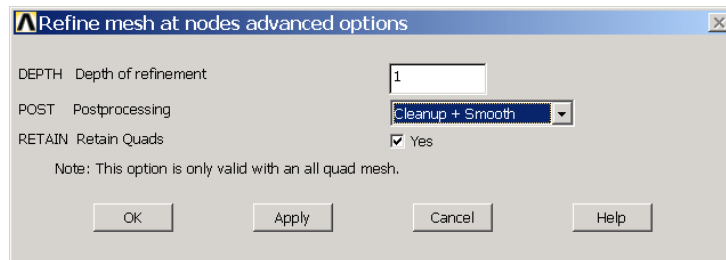 Refine mesh at nodes advanced options
DEPTH Depth of refinement 1
POST Postprocessing Cleanup + Smooth
RETAIN Retain Quads Yes
Note: This option is only valid with an all quad mesh.
OK Apply Cancel Help